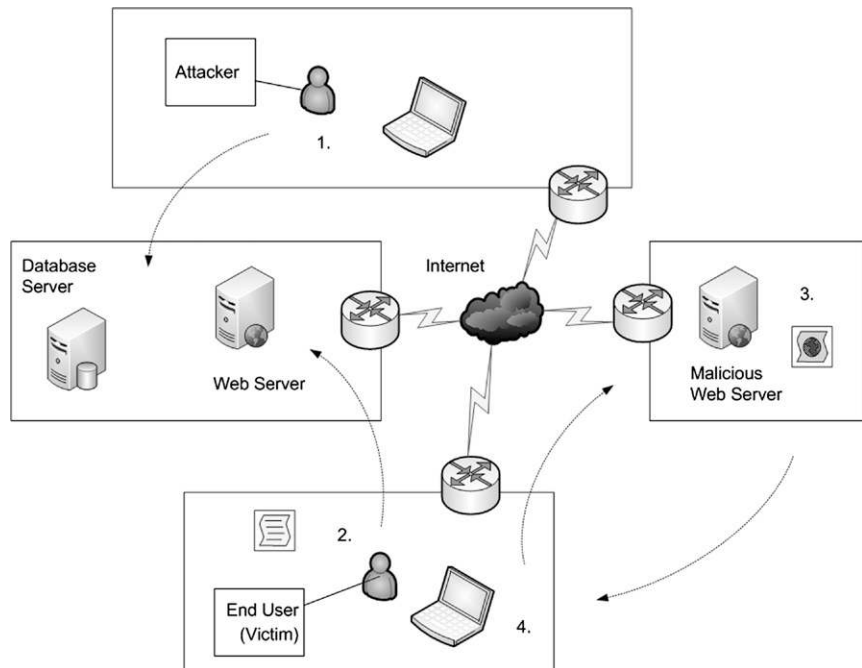 Attacker
1.
Database
Server
Web Server
Internet
3.
Malicious
Web Server
2.
End User
(Victim)
4.